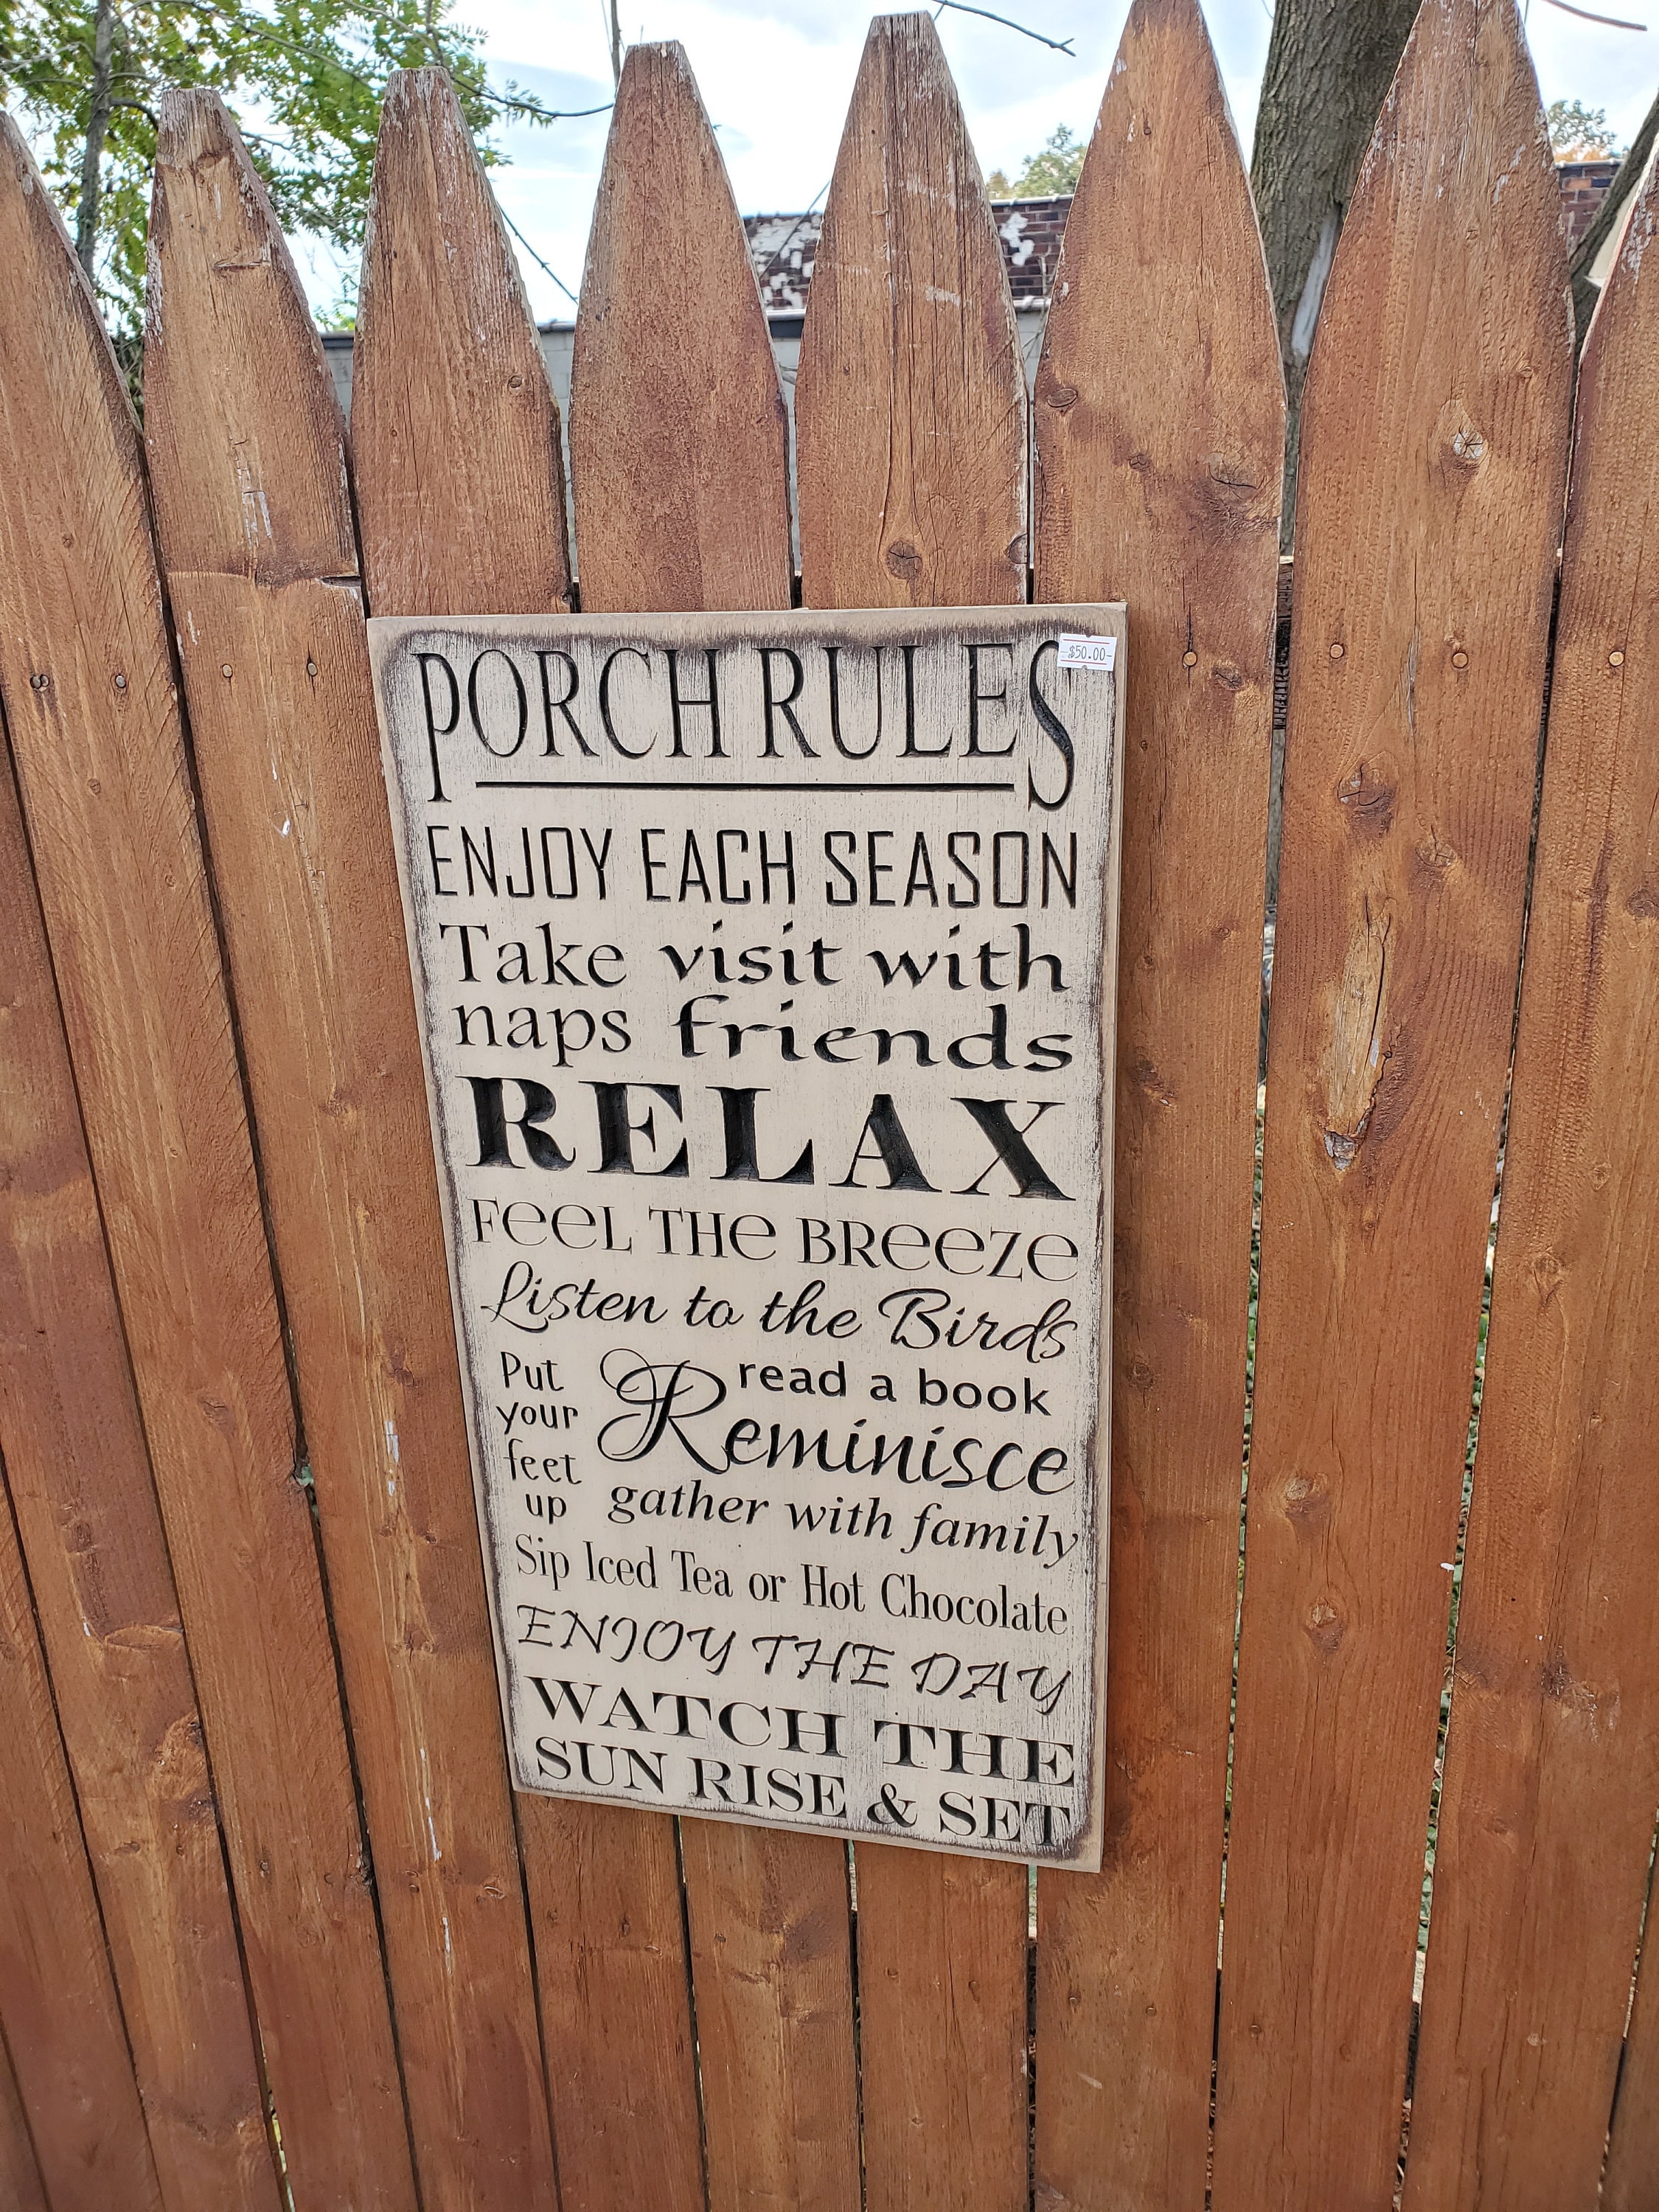 PORCH RULES
$50.00
ENJOY EACH SEASON
Take
naps
visit with
friends
RELAX
FEEL THE BREEZE
Listen to the Birds
Put
your
feet
up
read a book
Reminisce
gather with family
Sip Iced Tea or Hot Chocolate
ENJOY THE DAY
WATCH THE
SUN RISE & SET